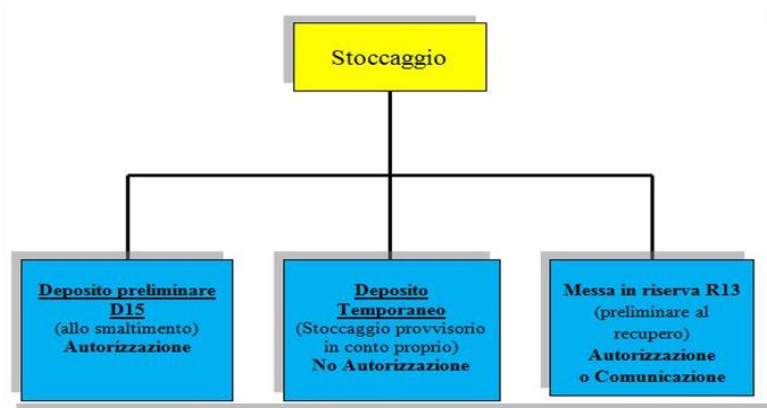 Stoccaggio
Deposito preliminare
D15
(allo smaltimento)
Autorizzazione
Deposito
Temporaneo
(Stoccaggio provvisorio
in conto proprio)
No Autorizzazione
Messa in riserva R13
(preliminare al
recupero)
Autorizzazione
o Comunicazione